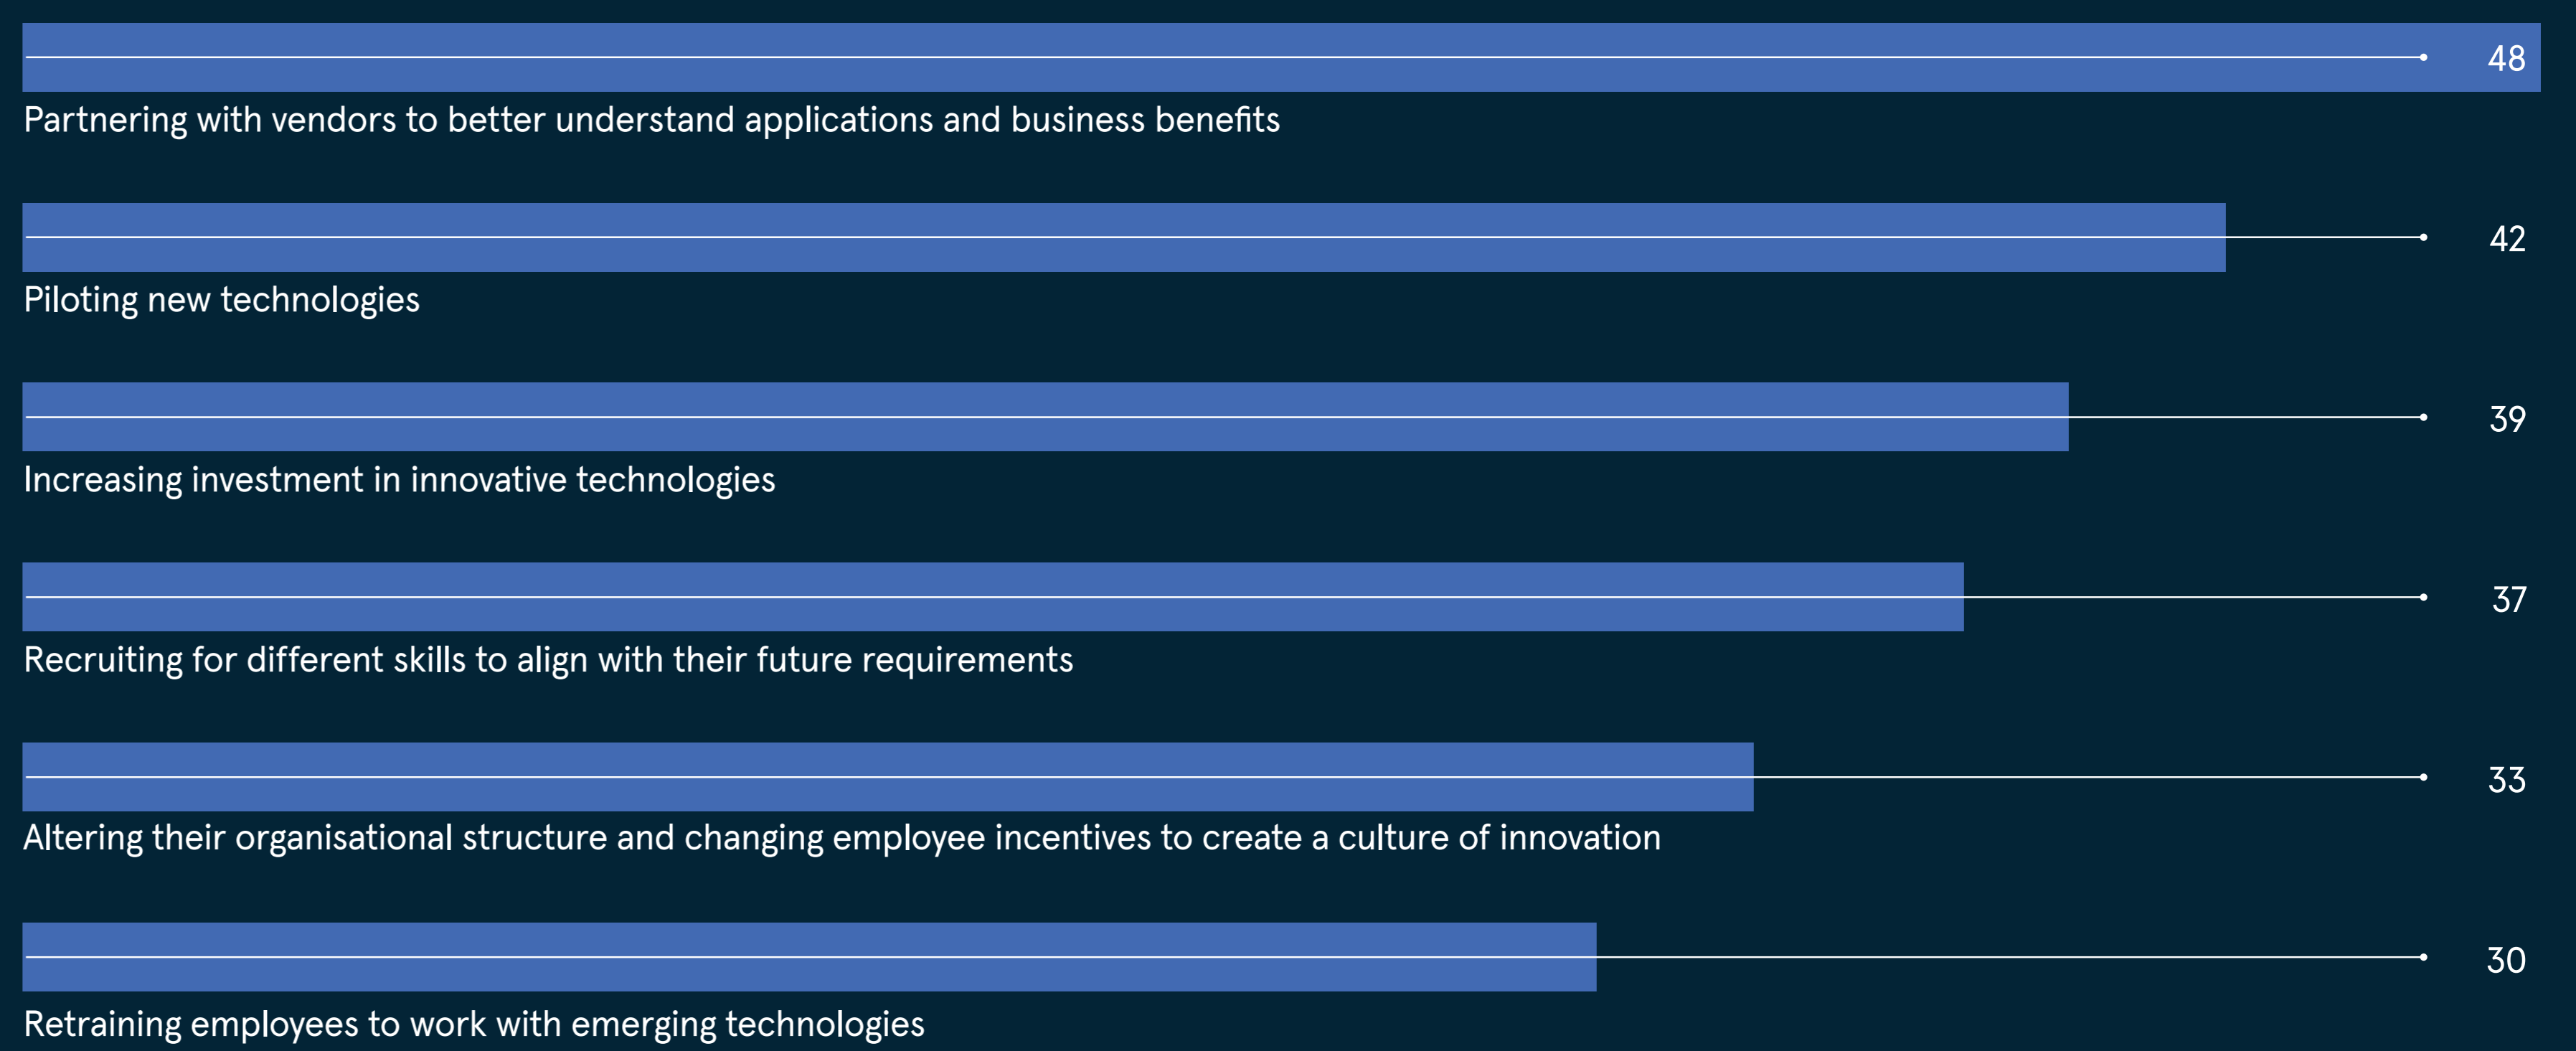 48
Partnering with vendors to better understand applications and business benefits
42
Piloting new technologies
39
Increasing investment in innovative technologies
37
Recruiting for different skills to align with their future requirements
33
Altering their organisational structure and changing employee incentives to create a culture of innovation
30
Retraining employees to work with emerging technologies